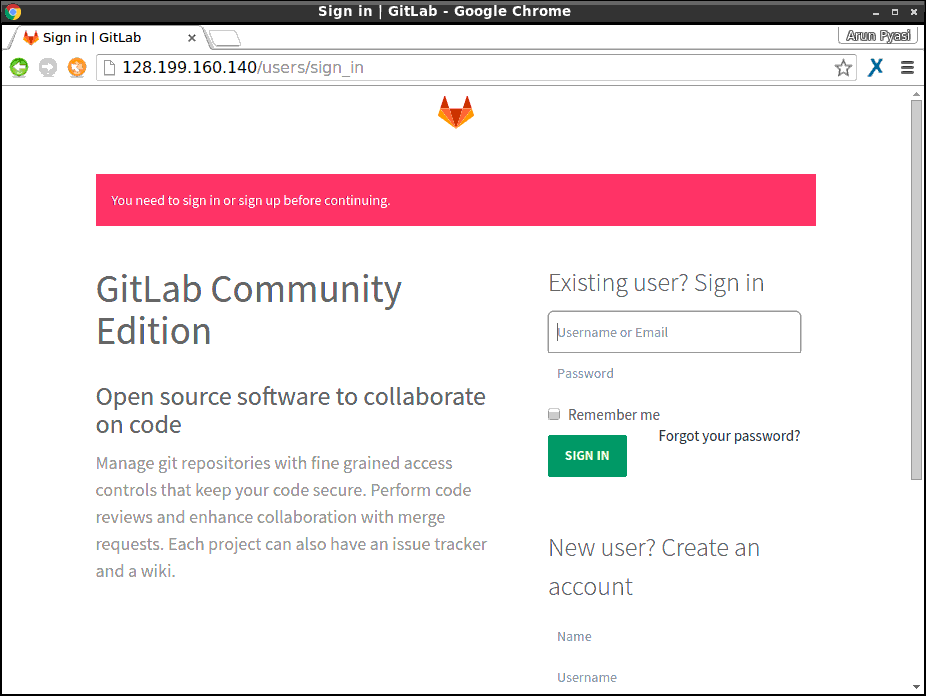 Sign in | GitLab - Google Chrome
Sign in | GitLab
Arun Pyasi
128.199.160.140/users/sign_in
You need to sign in or sign up before continuing.
GitLab Community
Edition
Open source software to collaborate
on code
Manage git repositories with fine grained access
controls that keep your code secure. Perform code
reviews and enhance collaboration with merge
requests. Each project can also have an issue tracker
and a wiki.
Existing user? Sign in
Username or Email
Password
Remember me
Forgot your password?
SIGN IN
New user? Create an
account
Name
Username